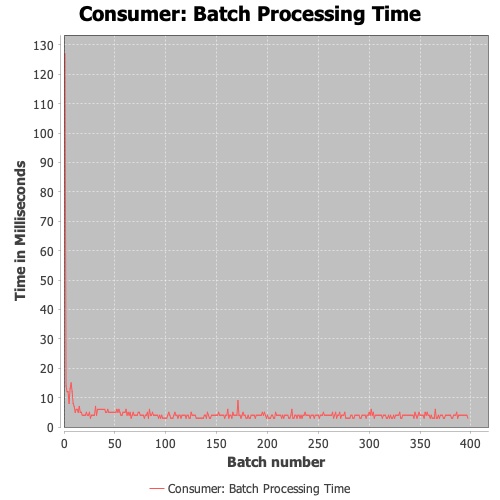 Consumer: Batch Processing Time
130
120
110
100
90
80
70
60
50
40
30
20
10
0
Time in Milliseconds
0 50 100 150 200 250 300 350 400
Batch number
Consumer: Batch Processing Time